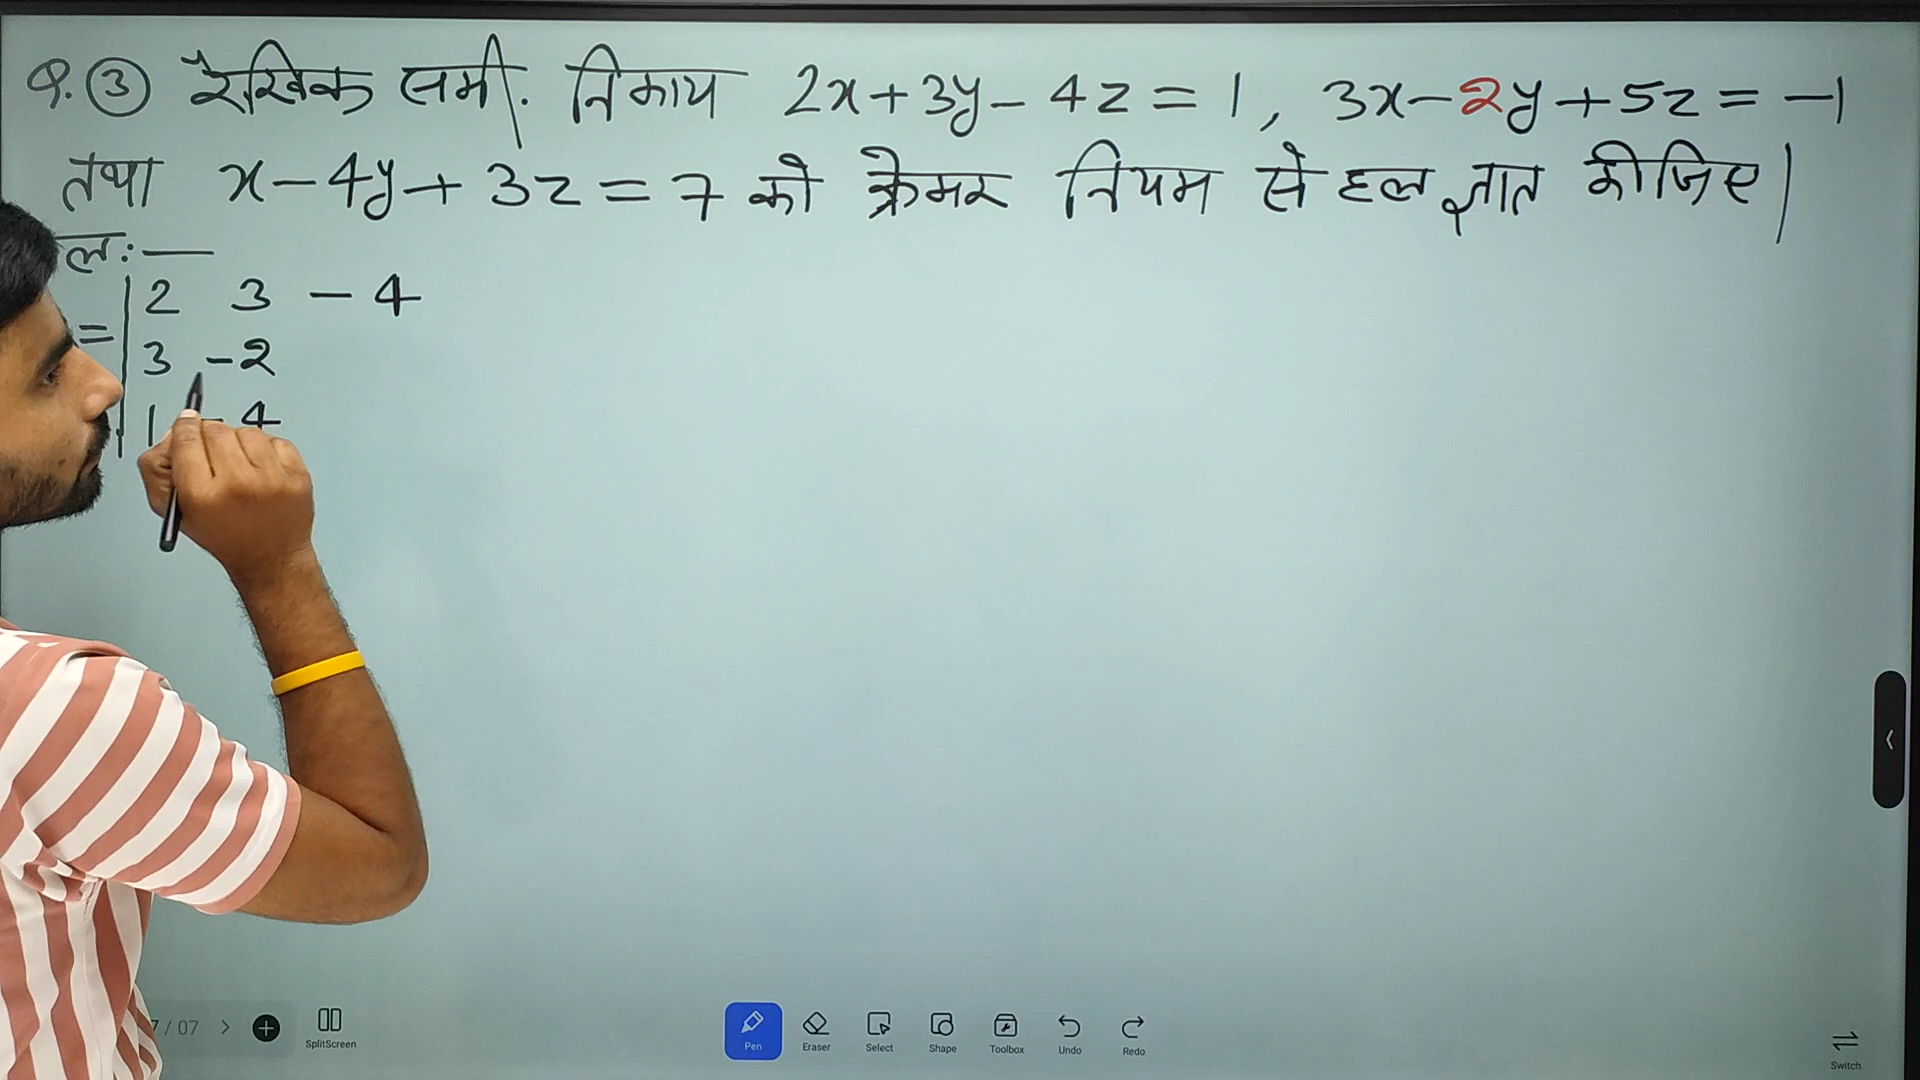 Q. ③ रैखिक समी. निकाय 2x+3y-4z=1, 3x-2y+5z=-1
तथा x-4y+3z=7 को क्रेमर नियम से हल ज्ञात कीजिए|
ल:—
= | 2 3 -4
3 -2
1 -4
7 / 07 >
SplitScreen
Pen Eraser Select Shape Toolbox Undo Redo
Switch